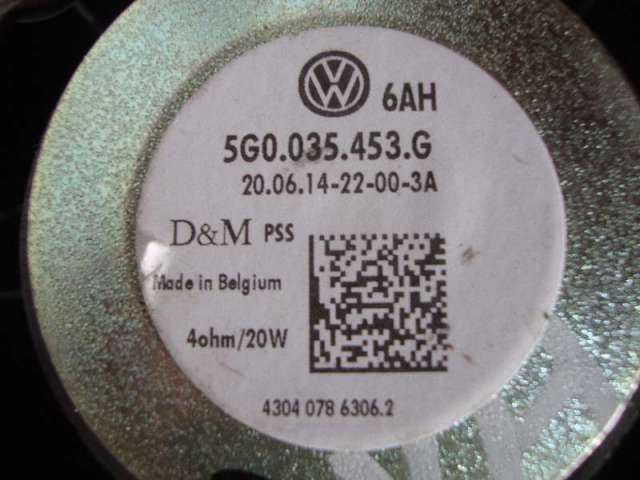 VW 6AH
5G0.035.453.G
20.06.14-22-00-3A
D&M PSS
Made in Belgium
4ohm/20W
4304 078 6306.2